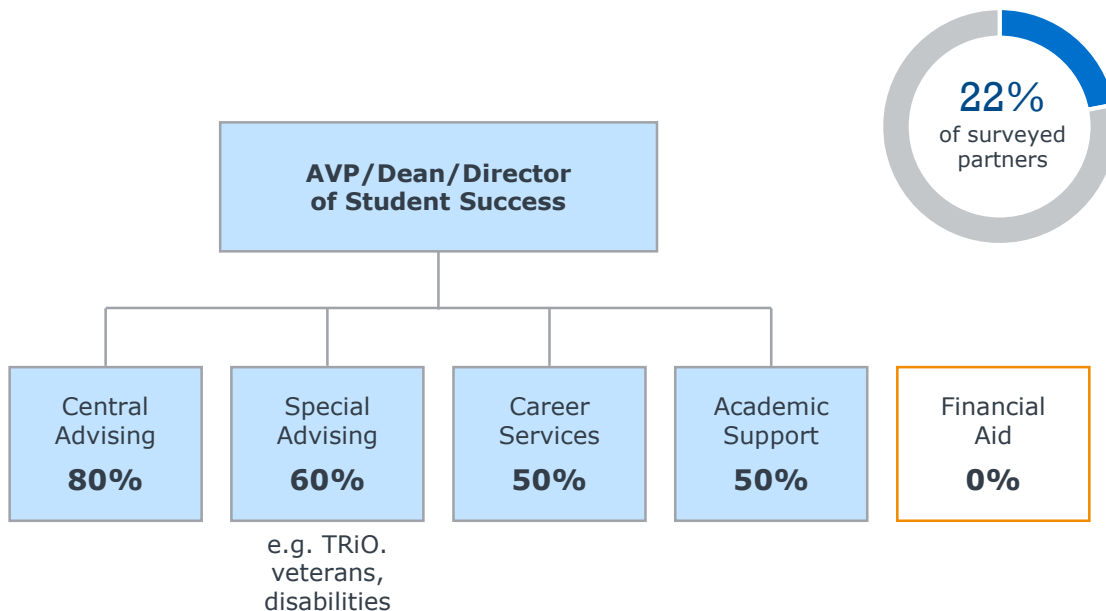 22%
of surveyed
partners
AVP/Dean/Director
of Student Success
Central
Advising
80%
Special
Advising
60%
e.g. TRiO.
veterans,
disabilities
Career
Services
50%
Academic
Support
50%
Financial
Aid
0%